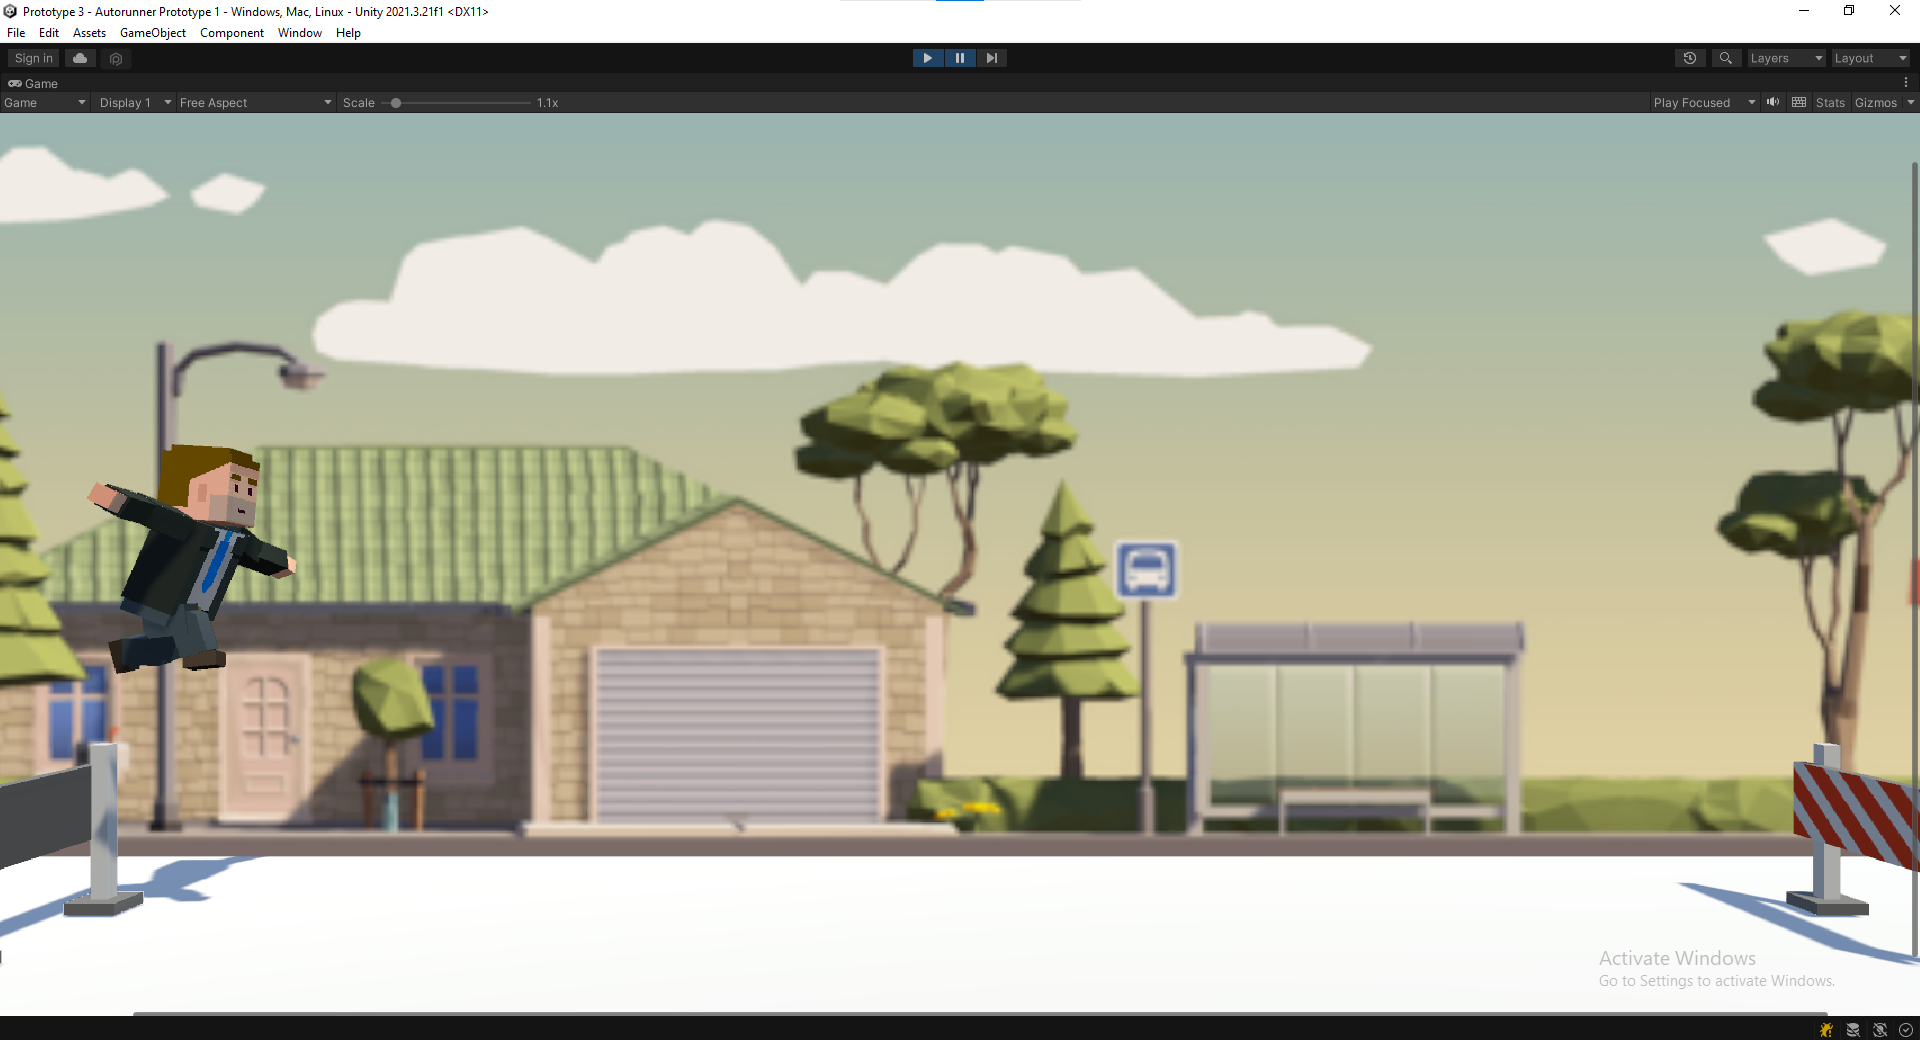 Prototype 3 - Autorunner Prototype 1 - Windows, Mac, Linux - Unity 2021.3.21f1 <DX11>
File Edit Assets GameObject Component Window Help
Sign in Layers Layout
Game
Game Display 1 Free Aspect Scale 1.1x Play Focused Stats Gizmos
Activate Windows
Go to Settings to activate Windows.